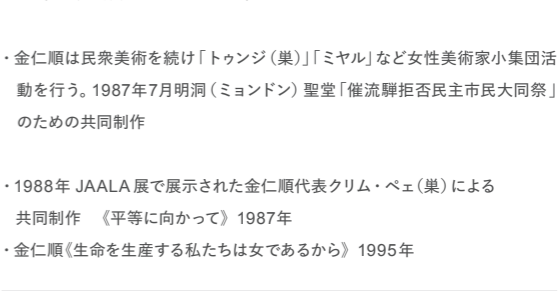 ・金仁順は民衆美術を続け「トゥンジ（巣）」「ミヤル」など女性美術家小集団活
動を行う。1987年7月明洞（ミョンドン）聖堂「催流騨拒否民主市民大同祭」
のための共同制作
・1988年 JAALA 展で展示された金仁順代表クリム・ペェ（巣）による
共同制作　《平等に向かって》1987年
・金仁順《生命を生産する私たちは女であるから》1995年